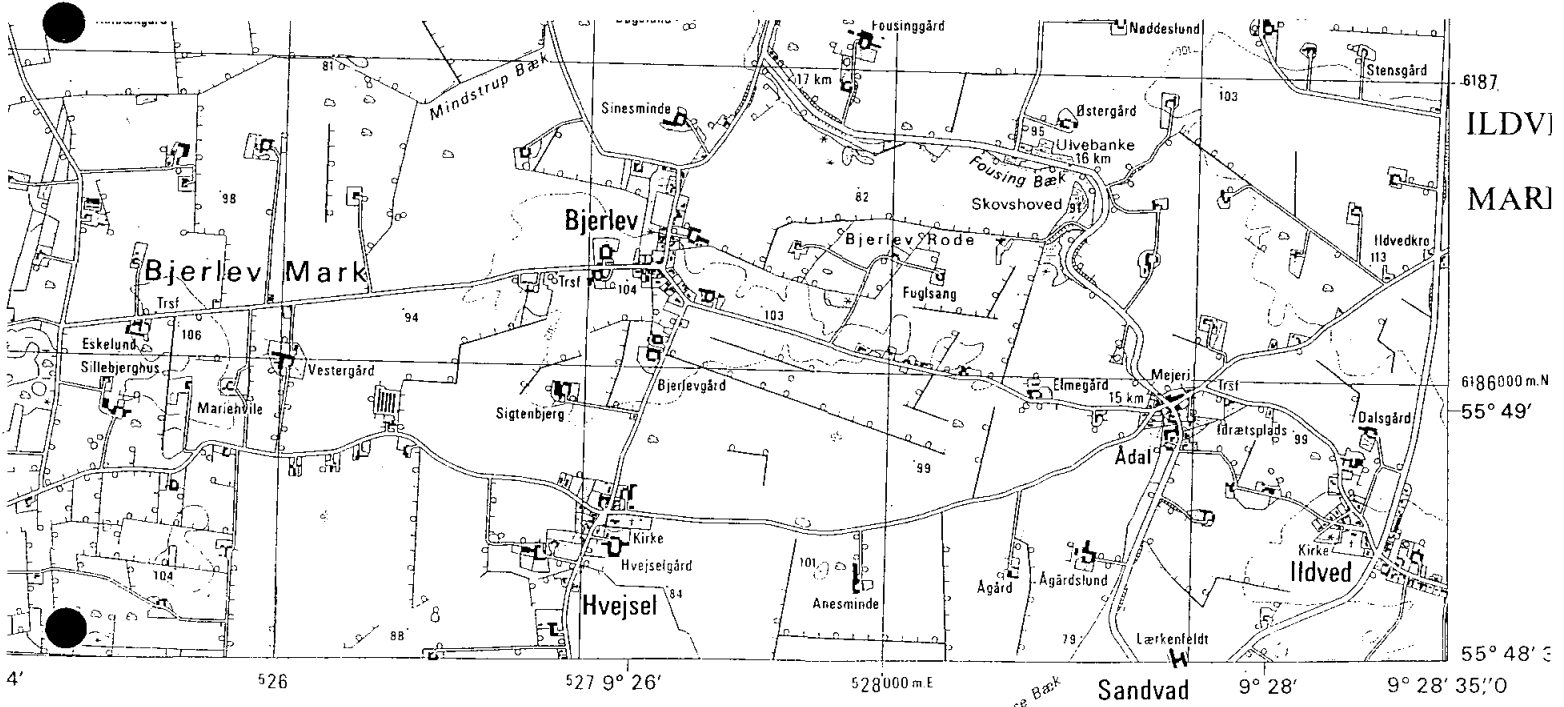 Fousinggård
Nøddeslund
101
Stensgård
81
17 km
6187
Mindstrup Bæk
103
Sinesminde
Østergård
95
ILDV
Ulvebanke
16 km
Fousing Bæk
98
82
Skovshoved
91
MAR
Bjerlev
Bjerlev Rode
Ildvedkro
113
Bjerlev Mark
Trsf
104
Fuglsang
Trsf
106
94
103
Eskelund
Sillebjerghus
Vestergård
Bjerlevgård
Elmegård
Mejeri
Trsf
6186000 m.N
15 km
55° 49'
Marienhvile
Sigtenbjerg
Idrætsplads
99
Dalsgård
Ådal
99
Kirke
Kirke
Hvejselgård
101
Ildved
104
Ågård
Ågårdslund
84
Hvejsel
Anesminde
88
79
Lærkenfeldt
55° 48' 3
4'
526
527
9° 26'
528000 m.E
Bæk
Sandvad
9° 28'
9° 28' 35,"0